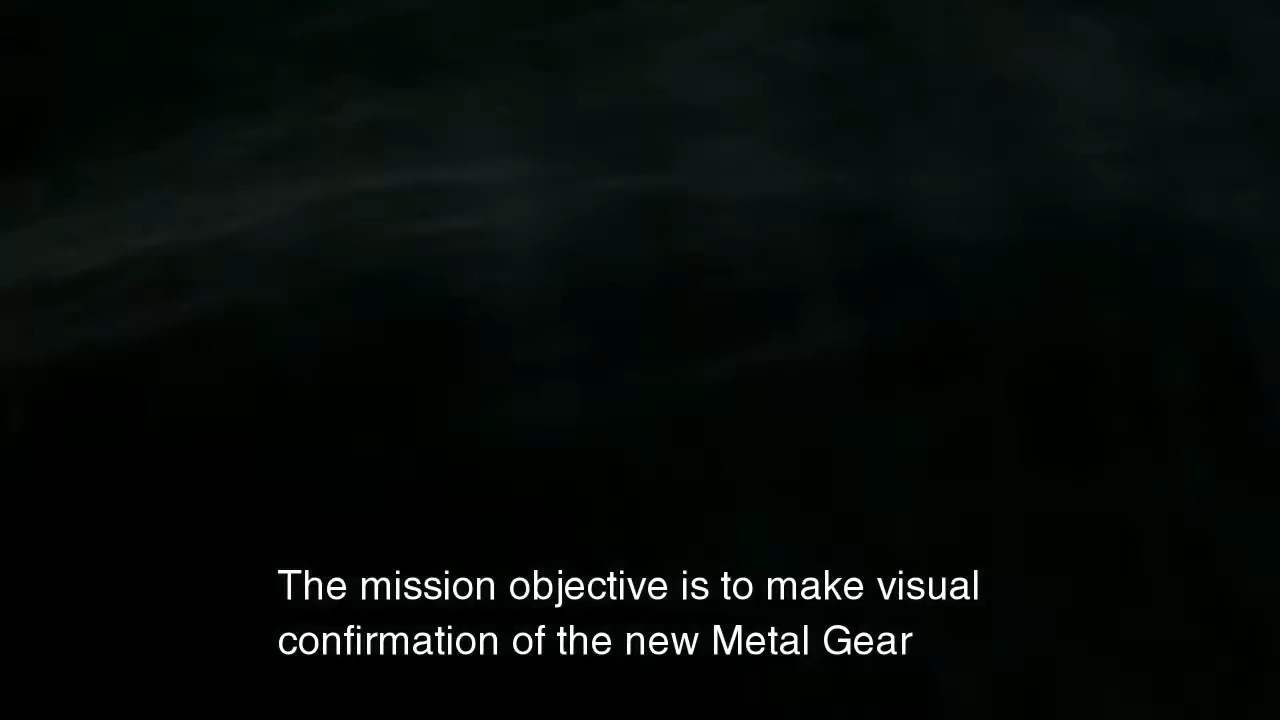 The mission objective is to make visual
confirmation of the new Metal Gear